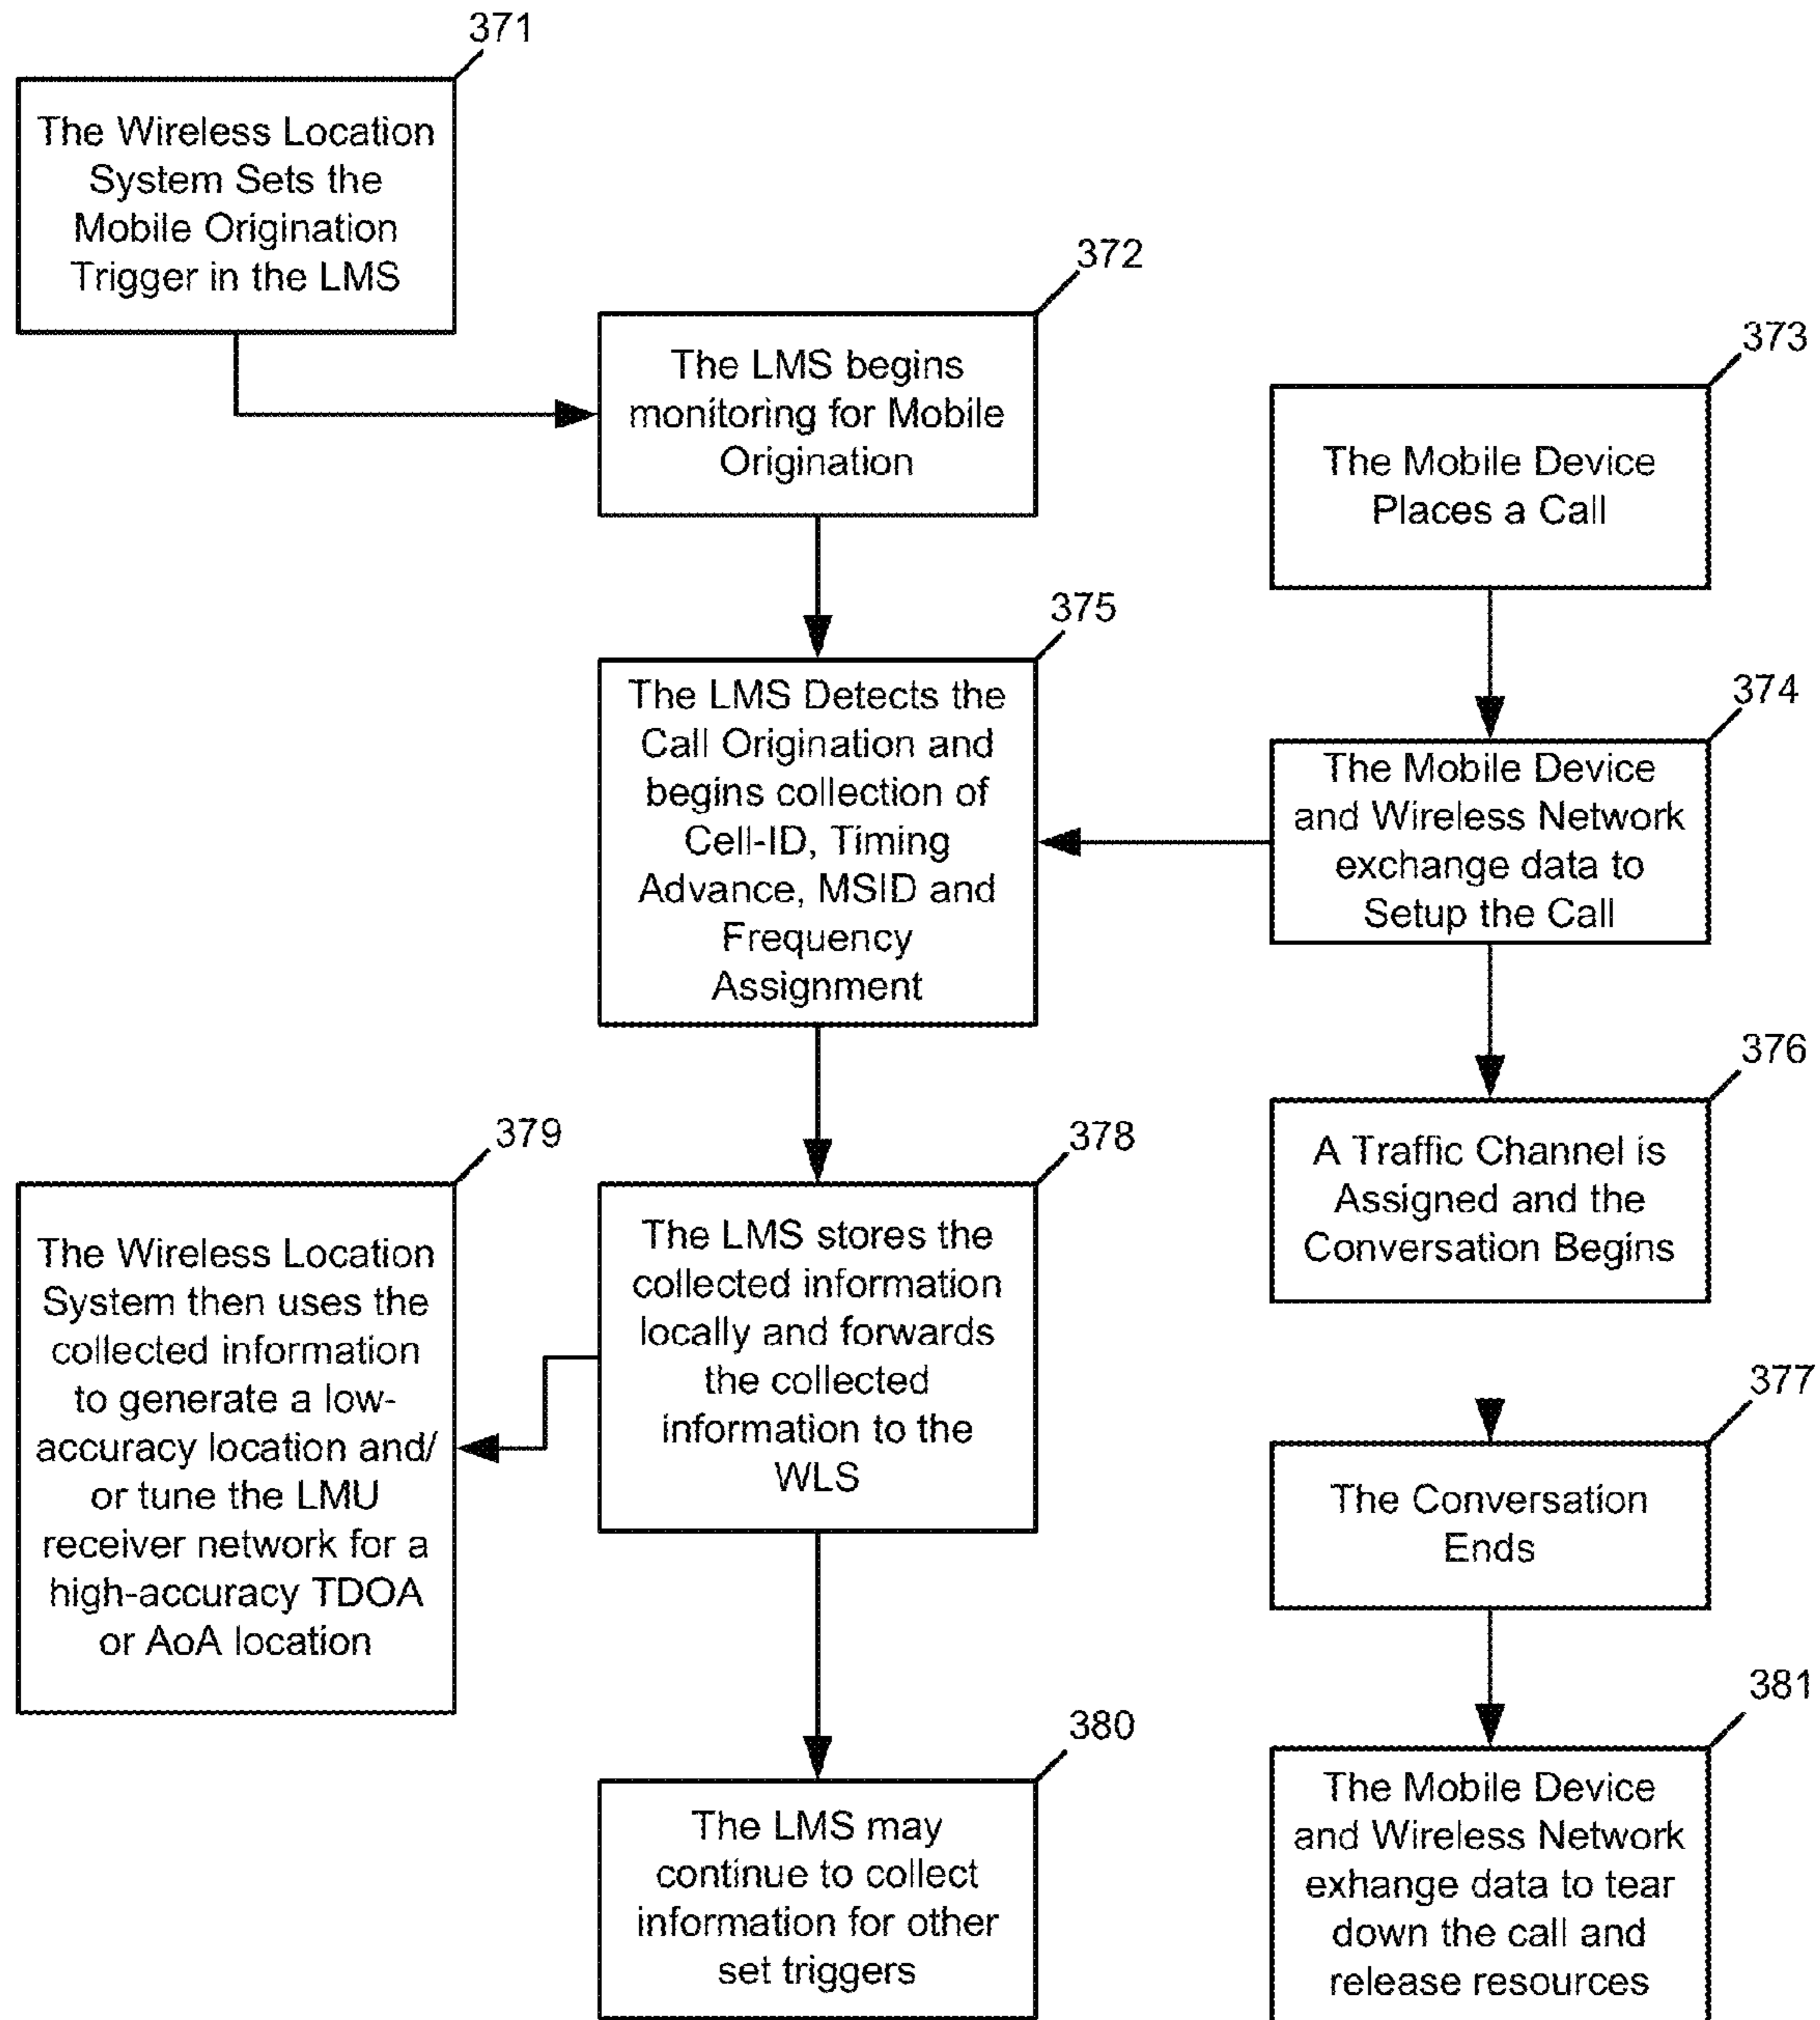 371
The Wireless Location
System Sets the
Mobile Origination
Trigger in the LMS
372
The LMS begins
monitoring for Mobile
Origination
373
The Mobile Device
Places a Call
374
The Mobile Device
and Wireless Network
exchange data to
Setup the Call
375
The LMS Detects the
Call Origination and
begins collection of
Cell-ID, Timing
Advance, MSID and
Frequency
Assignment
376
A Traffic Channel is
Assigned and the
Conversation Begins
377
The Conversation
Ends
378
The LMS stores the
collected information
locally and forwards
the collected
information to the
WLS
379
The Wireless Location
System then uses the
collected information
to generate a low-
accuracy location and/
or tune the LMU
receiver network for a
high-accuracy TDOA
or AoA location
380
The LMS may
continue to collect
information for other
set triggers
381
The Mobile Device
and Wireless Network
exhange data to tear
down the call and
release resources